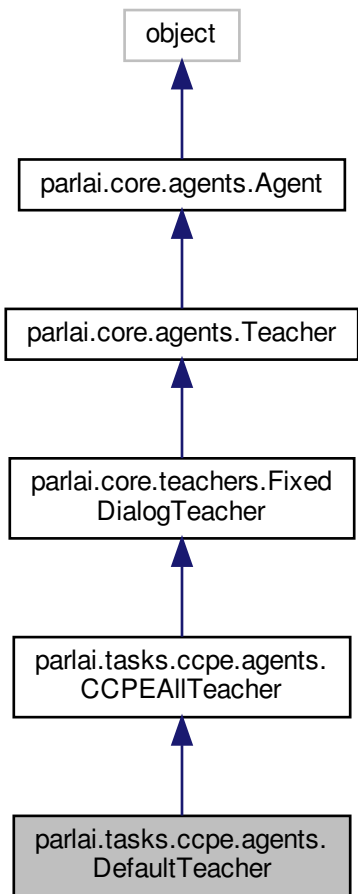 object
parlai.core.agents.Agent
parlai.core.agents.Teacher
parlai.core.teachers.Fixed
DialogTeacher
parlai.tasks.ccpe.agents.
CCPEAllTeacher
parlai.tasks.ccpe.agents.
DefaultTeacher